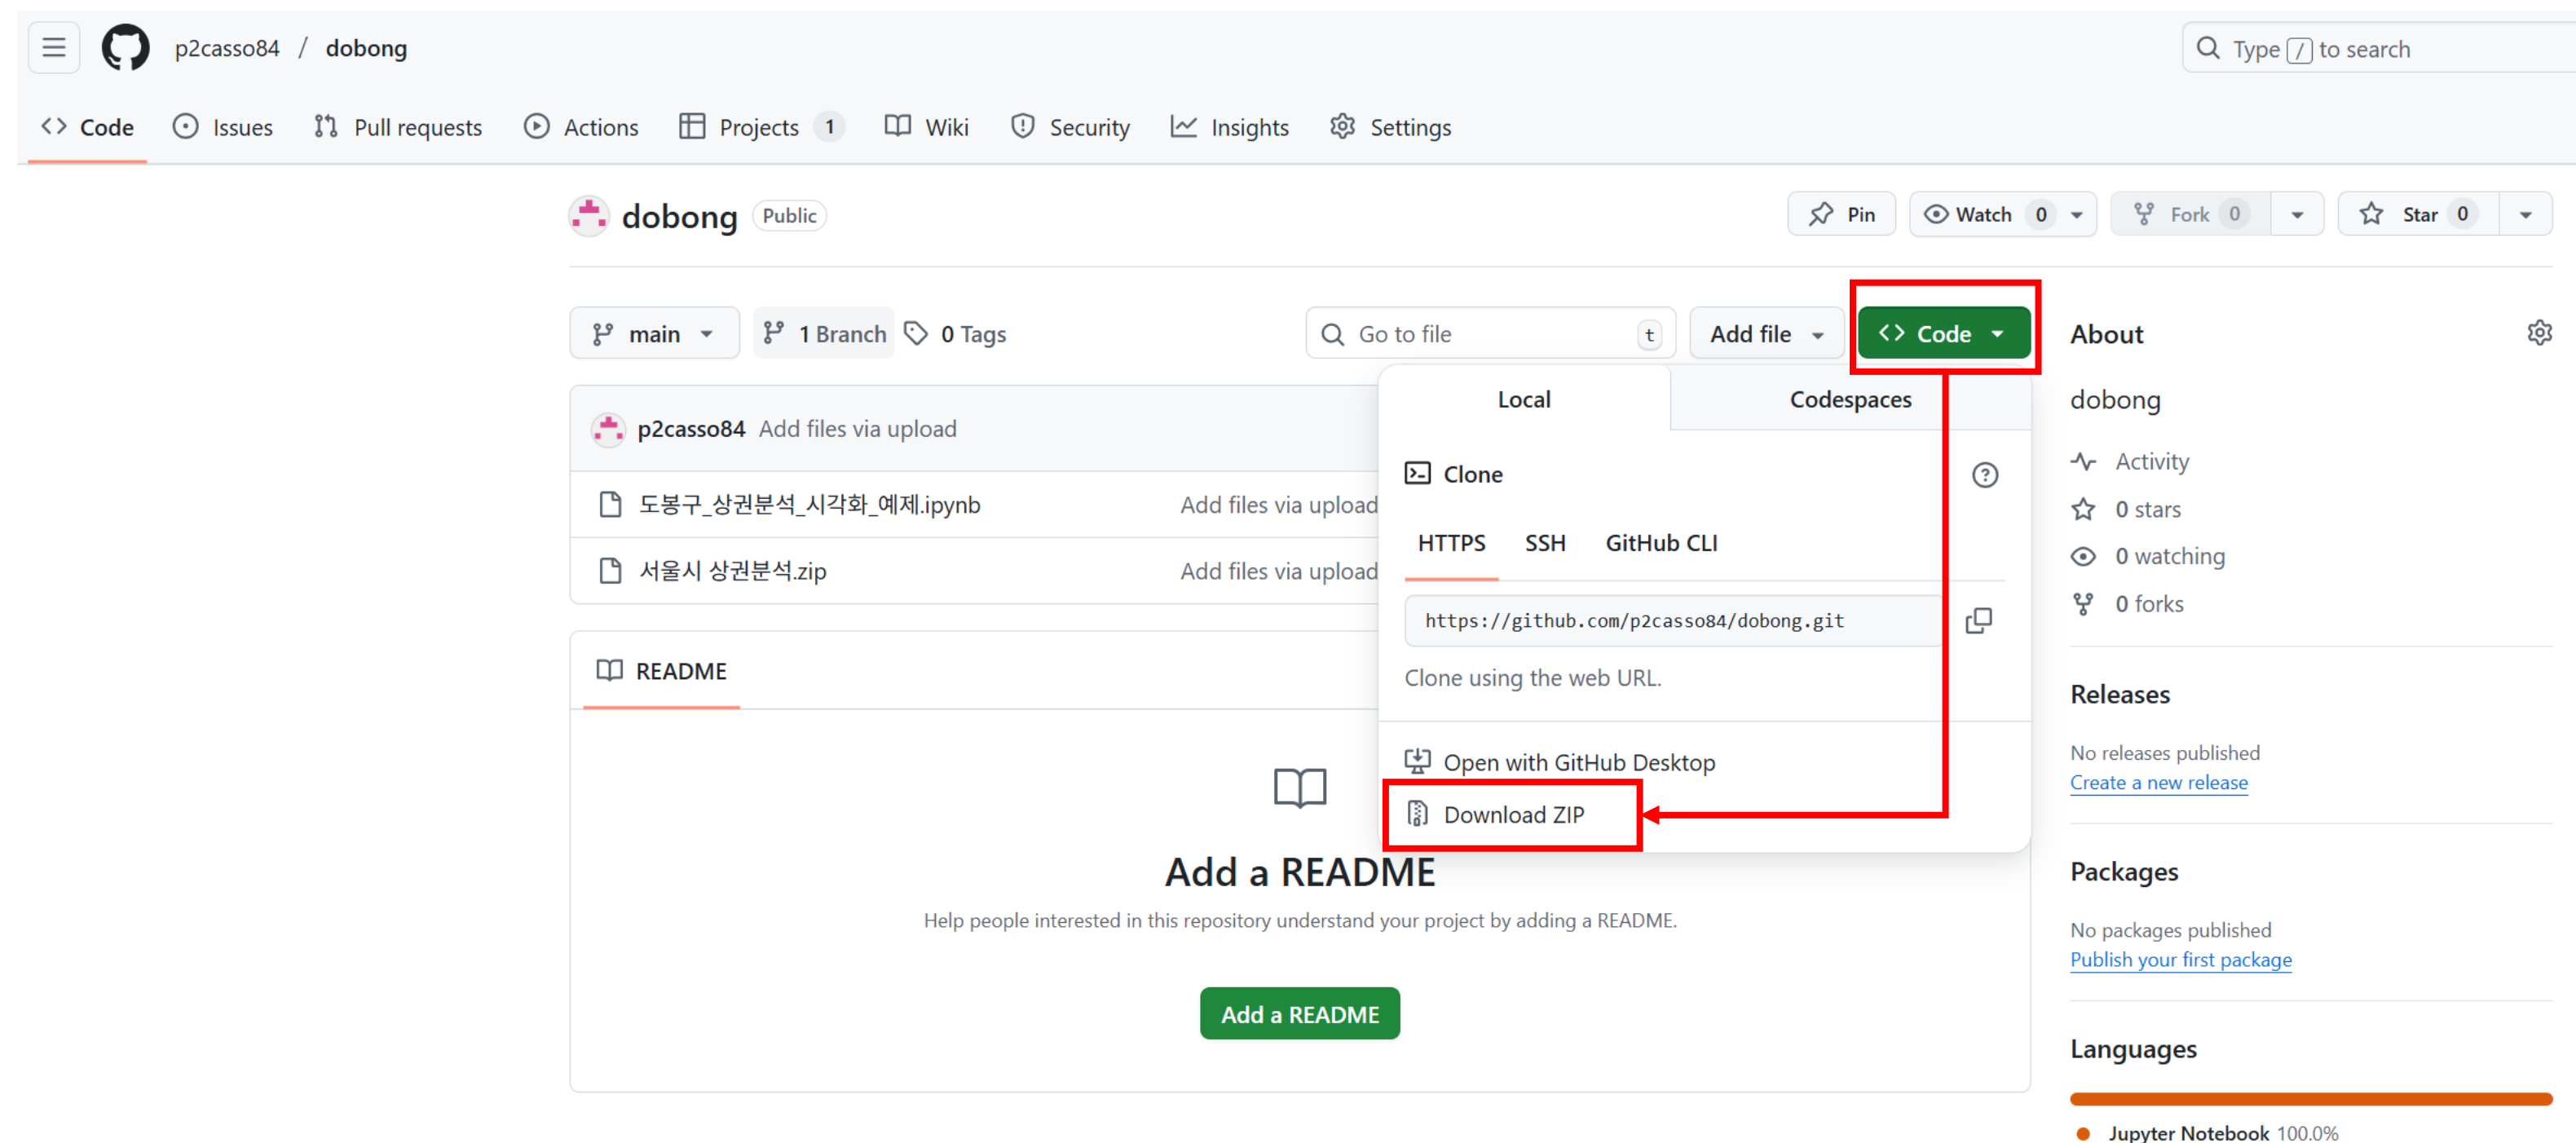 p2casso84 / dobong
Type / to search
Code Issues Pull requests Actions Projects 1 Wiki Security Insights Settings
dobong Public
Pin Watch 0 Fork 0 Star 0
main 1 Branch 0 Tags
Go to file t Add file Code
About
Local Codespaces
dobong
p2casso84 Add files via upload
Activity
Clone
도봉구_상권분석_시각화_예제.ipynb Add files via upload
0 stars
HTTPS SSH GitHub CLI
0 watching
서울시 상권분석.zip Add files via upload
0 forks
https://github.com/p2casso84/dobong.git
README
Clone using the web URL.
Releases
No releases published
Create a new release
Open with GitHub Desktop
Download ZIP
Add a README
Help people interested in this repository understand your project by adding a README.
Add a README
Packages
No packages published
Publish your first package
Languages
Jupyter Notebook 100.0%